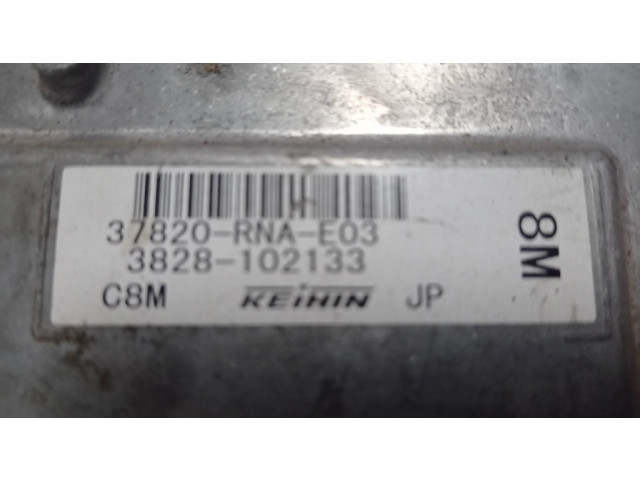 37820-RNA-E03
3828-102133
C8M KEIHIN JP
8M